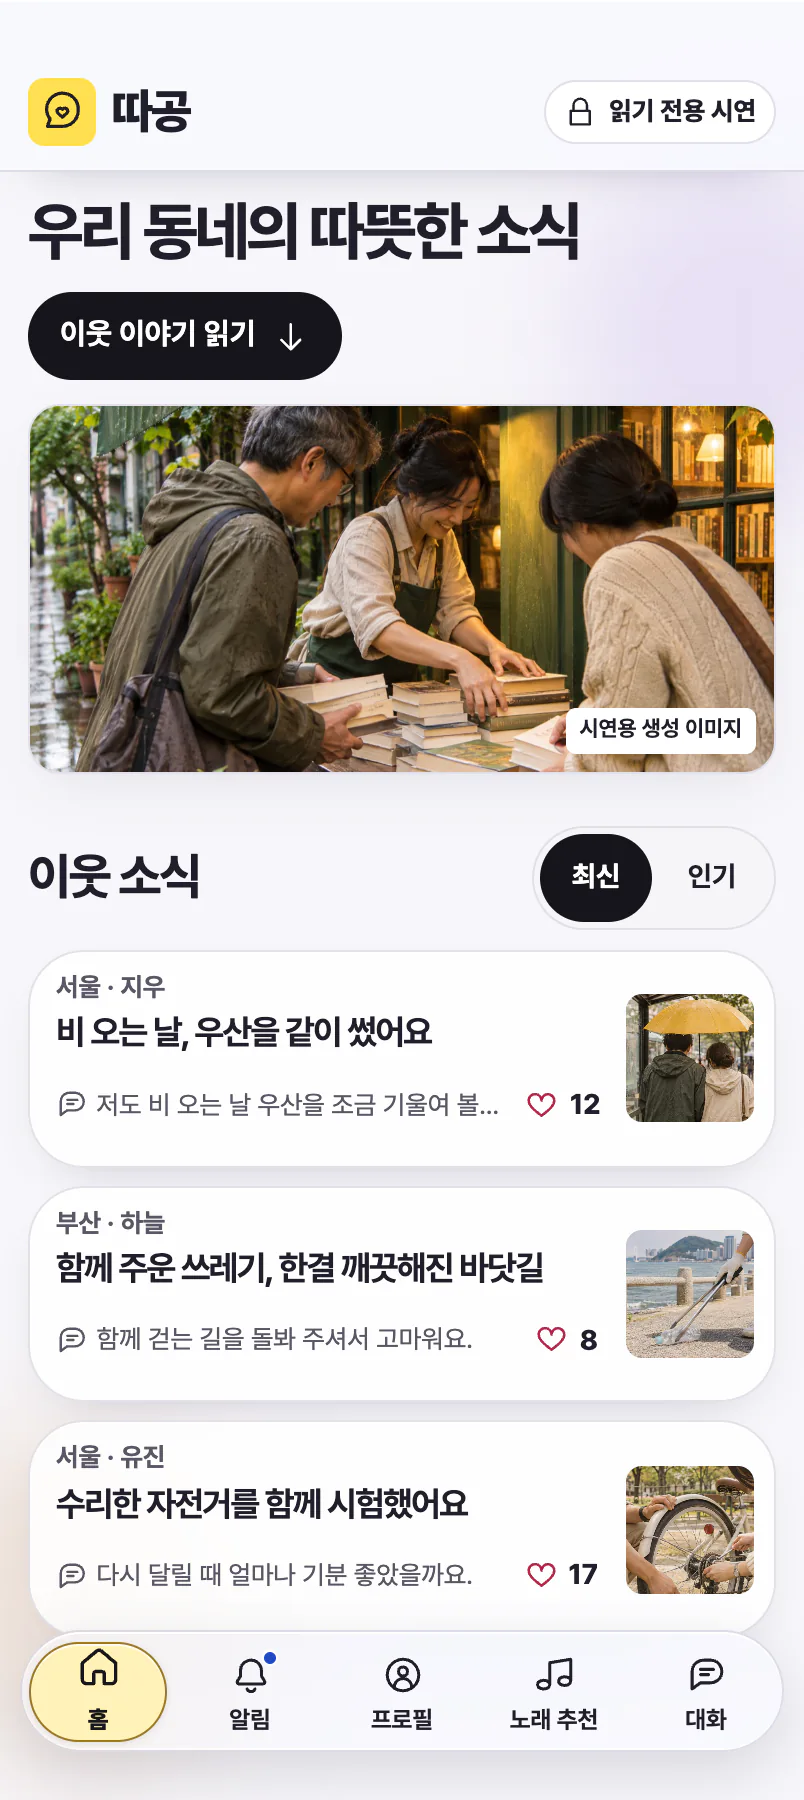 따공
읽기 전용 시연
우리 동네의 따뜻한 소식
이웃 이야기 읽기
시연용 생성 이미지
이웃 소식
최신
인기
서울 · 지우
비 오는 날, 우산을 같이 썼어요
저도 비 오는 날 우산을 조금 기울여 볼...
12
부산 · 하늘
함께 주운 쓰레기, 한결 깨끗해진 바닷길
함께 걷는 길을 돌봐 주셔서 고마워요.
8
서울 · 유진
수리한 자전거를 함께 시험했어요
다시 달릴 때 얼마나 기분 좋았을까요.
17
홈
알림
프로필
노래 추천
대화